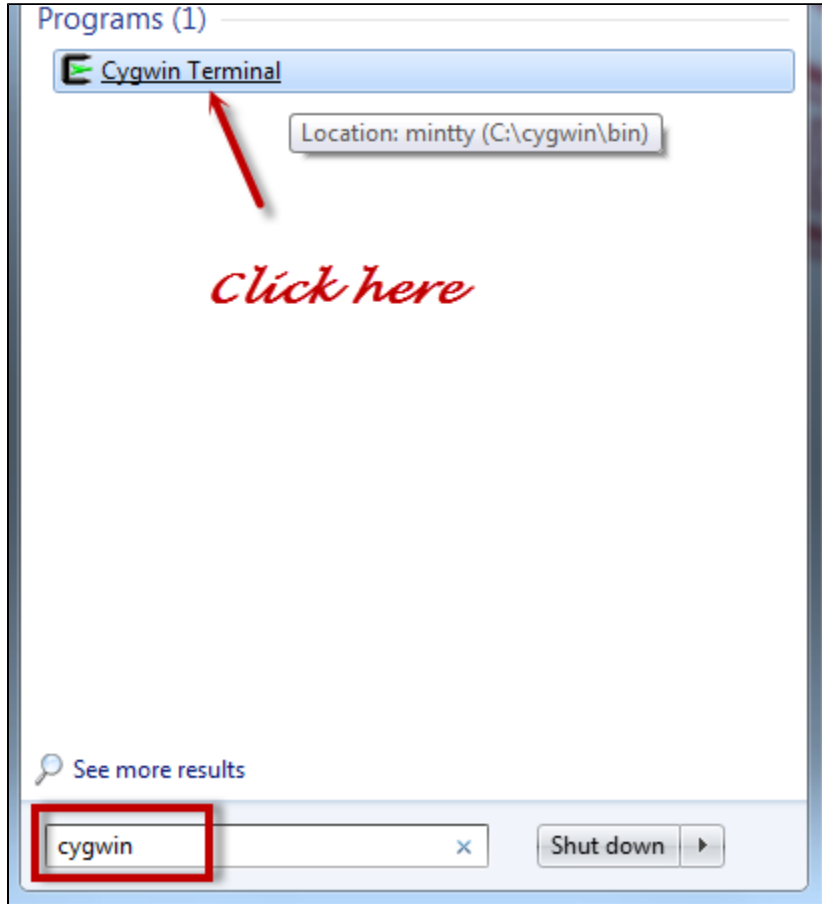 Programs (1)
Cygwin Terminal
Location: mintty (C:\cygwin\bin)
Click here
See more results
cygwin
Shut down